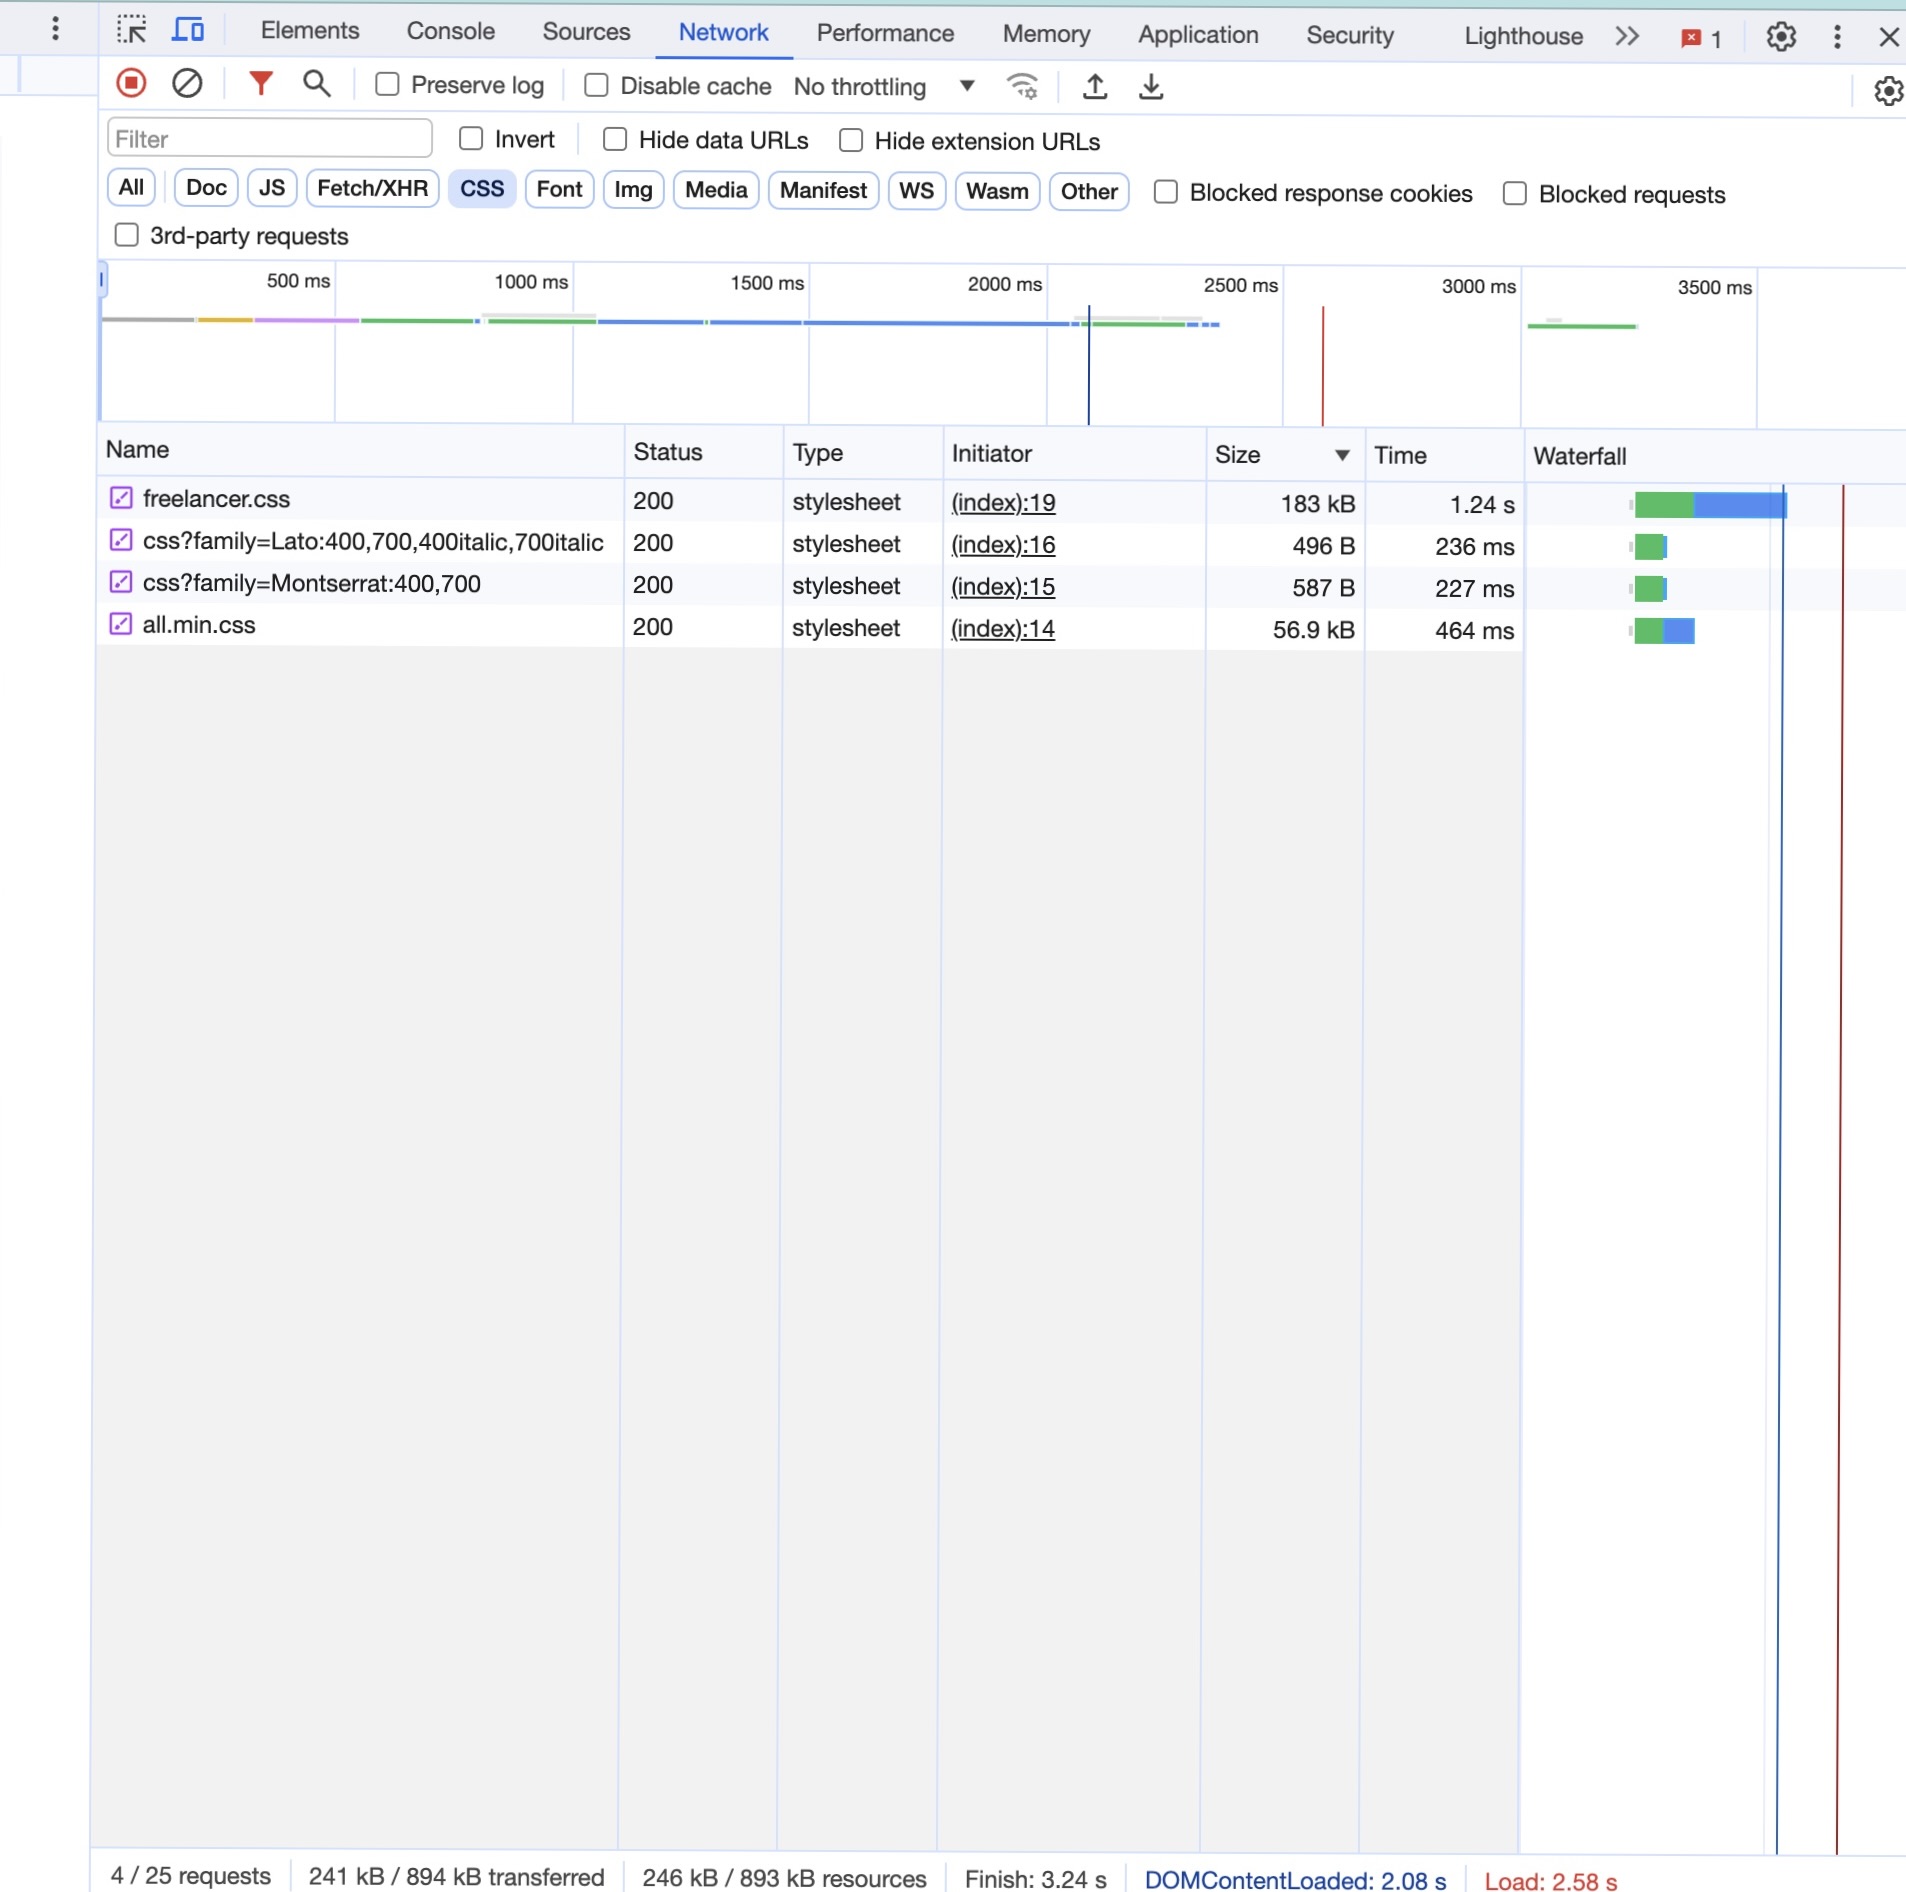 Elements Console Sources Network Performance Memory Application Security Lighthouse 1
Preserve log Disable cache No throttling
Filter Invert Hide data URLs Hide extension URLs
All Doc JS Fetch/XHR CSS Font Img Media Manifest WS Wasm Other Blocked response cookies Blocked requests
3rd-party requests
500 ms 1000 ms 1500 ms 2000 ms 2500 ms 3000 ms 3500 ms
Name Status Type Initiator Size Time Waterfall
freelancer.css 200 stylesheet (index):19 183 kB 1.24 s
css?family=Lato:400,700,400italic,700italic 200 stylesheet (index):16 496 B 236 ms
css?family=Montserrat:400,700 200 stylesheet (index):15 587 B 227 ms
all.min.css 200 stylesheet (index):14 56.9 kB 464 ms
4 / 25 requests 241 kB / 894 kB transferred 246 kB / 893 kB resources Finish: 3.24 s DOMContentLoaded: 2.08 s Load: 2.58 s